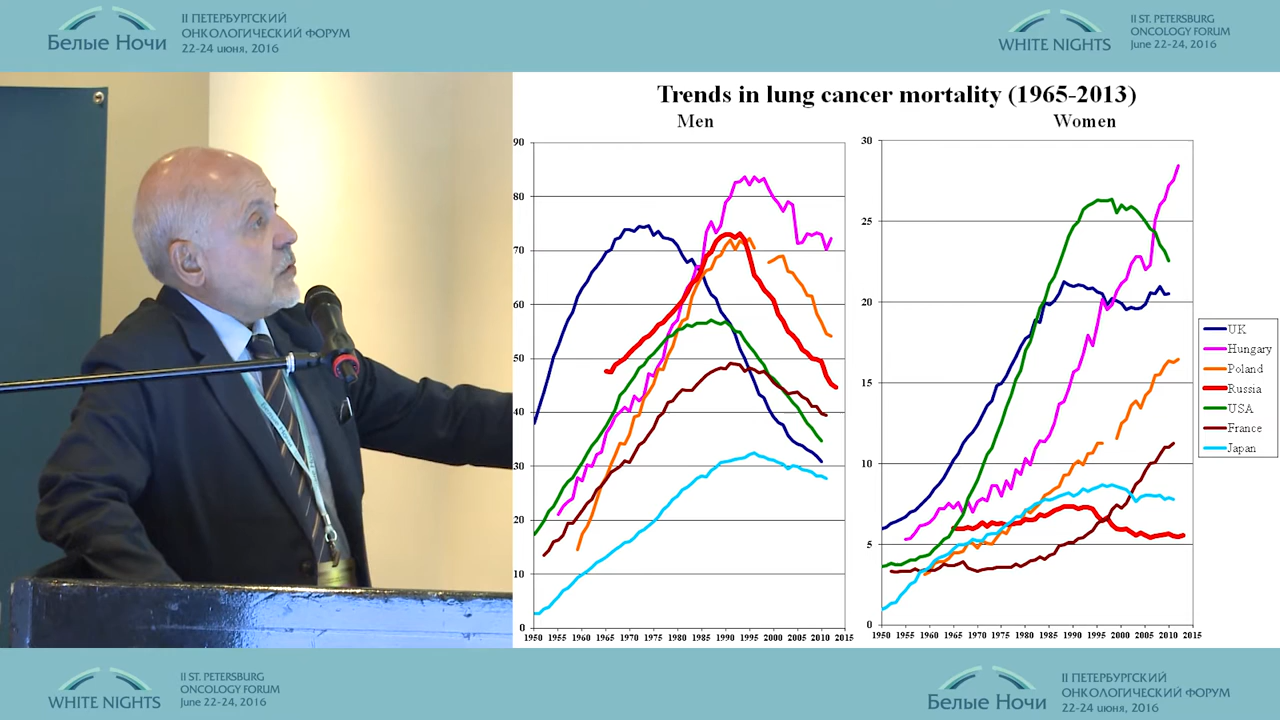 II ПЕТЕРБУРГСКИЙ
ОНКОЛОГИЧЕСКИЙ ФОРУМ
Белые Ночи
22-24 июня, 2016
II ST. PETERSBURG
ONCOLOGY FORUM
WHITE NIGHTS
June 22-24, 2016
Trends in lung cancer mortality (1965-2013)
Men
Women
90
80
70
60
50
40
30
20
10
0
1950 1955 1960 1965 1970 1975 1980 1985 1990 1995 2000 2005 2010 2015
30
25
20
15
10
5
0
1950 1955 1960 1965 1970 1975 1980 1985 1990 1995 2000 2005 2010 2015
UK
Hungary
Poland
Russia
USA
France
Japan
II ST. PETERSBURG
ONCOLOGY FORUM
WHITE NIGHTS
June 22-24, 2016
II ПЕТЕРБУРГСКИЙ
ОНКОЛОГИЧЕСКИЙ ФОРУМ
Белые Ночи
22-24 июня, 2016